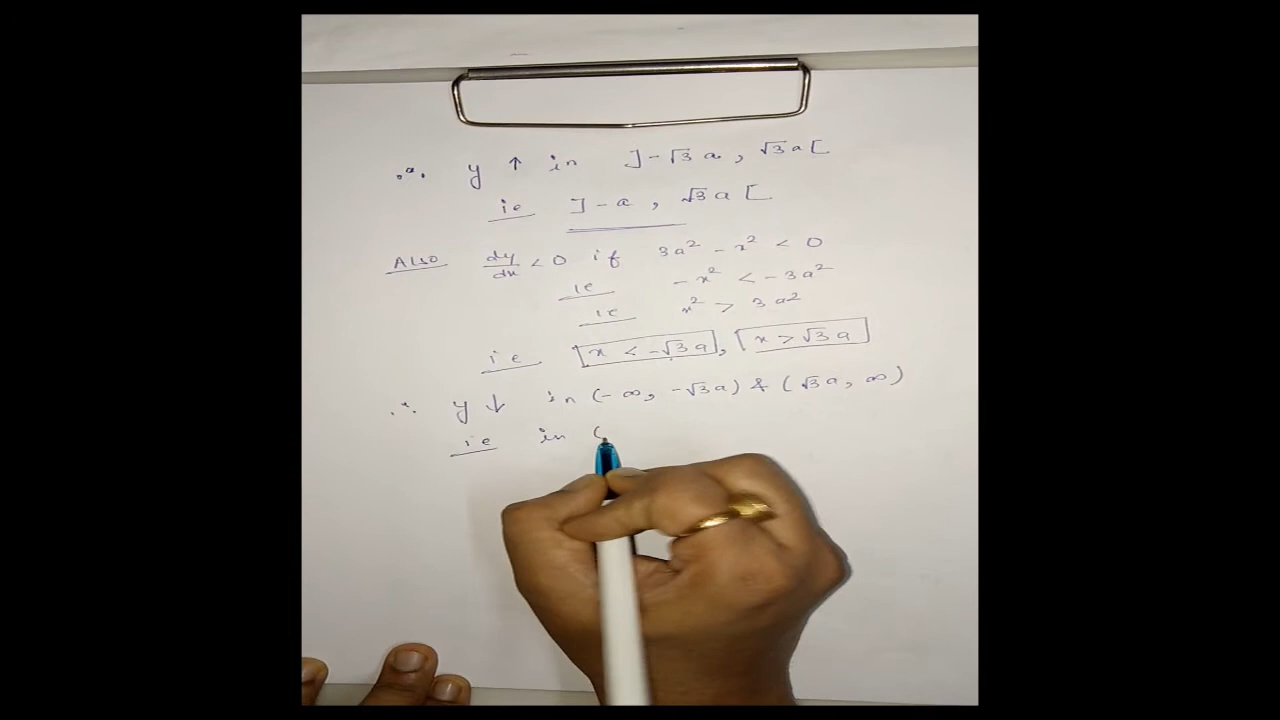 ∴ y ↑ in ]-√3 a, √3 a[
ie ]-a, √3 a[
Also dy/dx < 0 if 3a² - x² < 0
ie -x² < -3a²
ie x² > 3a²
ie x < -√3 a, x > √3 a
∴ y ↓ in (-∞, -√3 a) & (√3 a, ∞)
ie in (